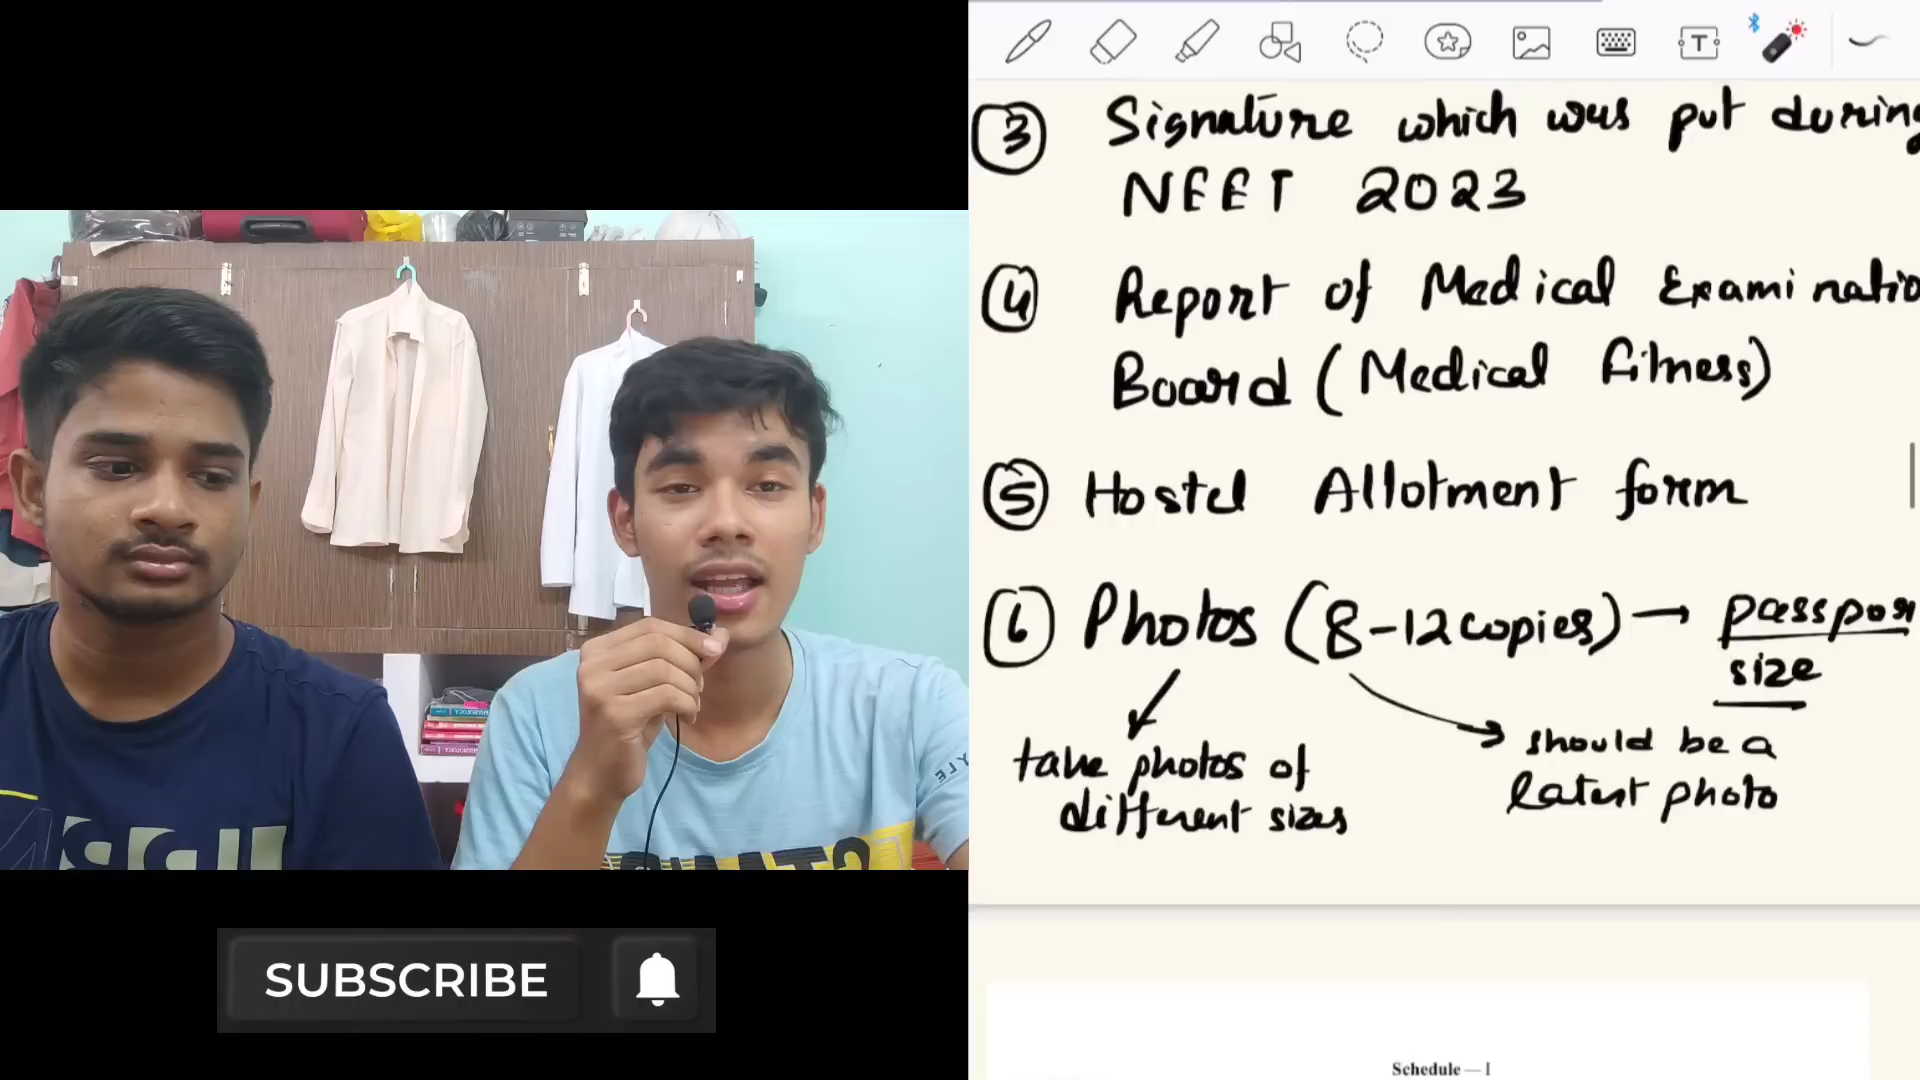 3 Signature which was put during
NEET 2023
4 Report of Medical Examinatio
Board (Medical Fitness)
5 Hostel Allotment form
6 Photos (8-12 copies) → passpor
size
take photos of
different sizes
should be a
latest photo
Schedule — I
SUBSCRIBE
T